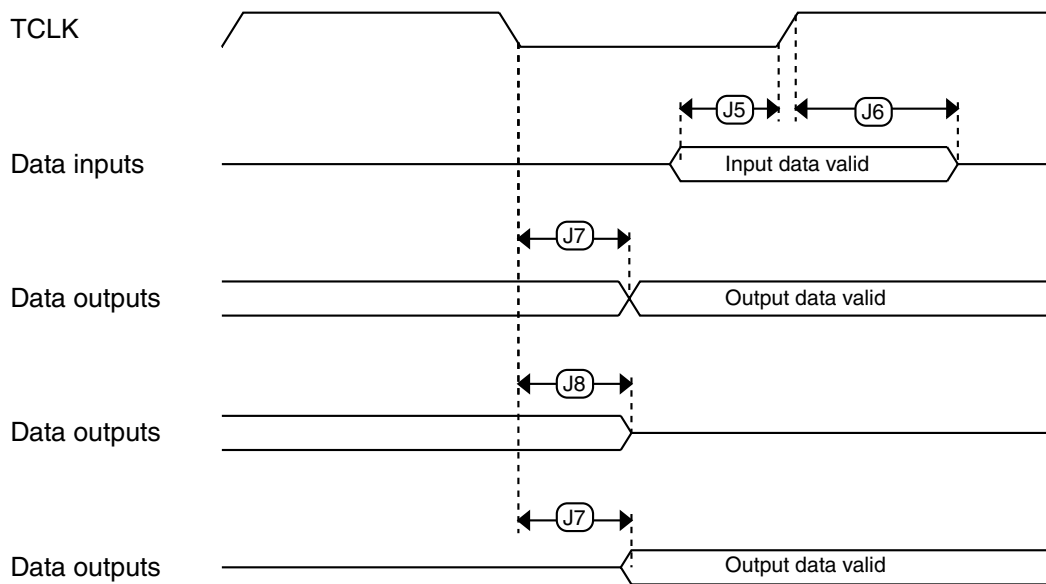 TCLK
J5
J6
Data inputs
Input data valid
J7
Data outputs
Output data valid
J8
Data outputs
J7
Data outputs
Output data valid